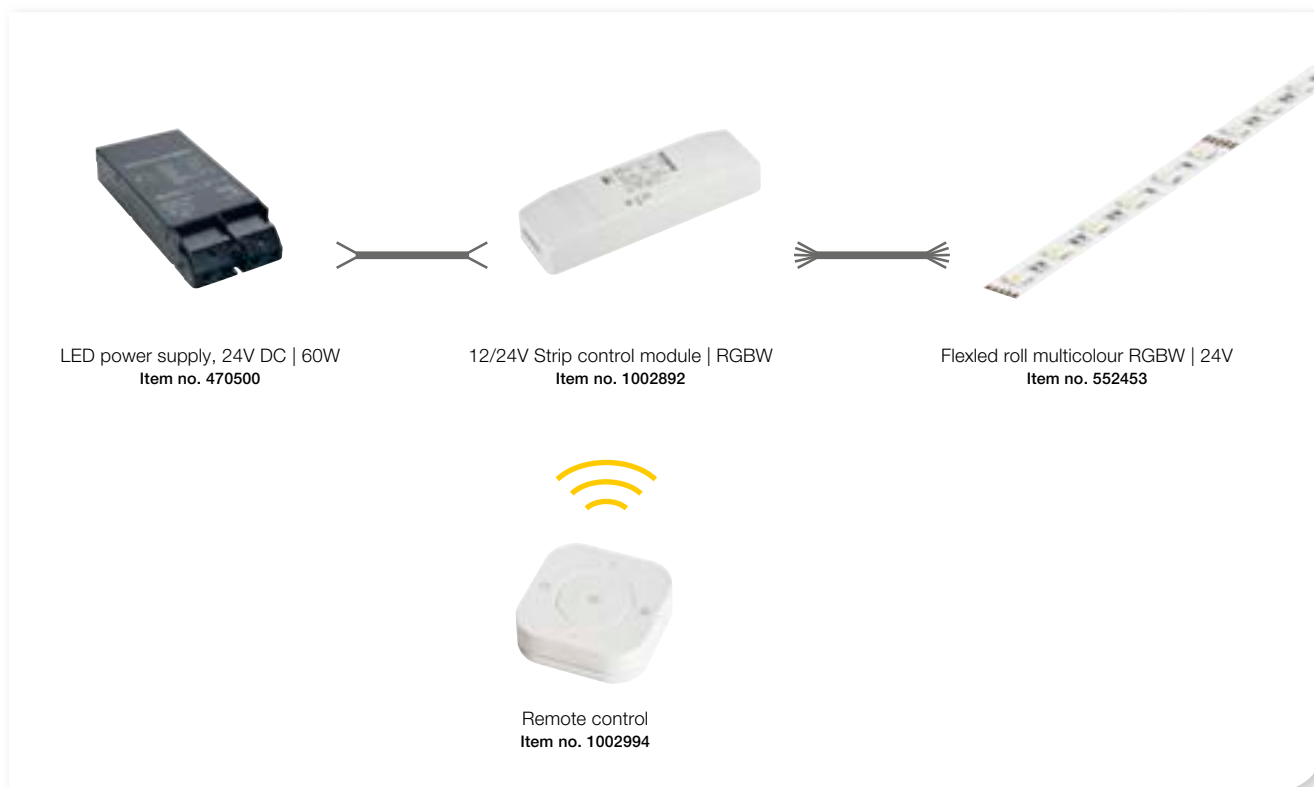 LED power supply, 24V DC | 60W
Item no. 470500
12/24V Strip control module | RGBW
Item no. 1002892
Flexled roll multicolour RGBW | 24V
Item no. 552453
Remote control
Item no. 1002994